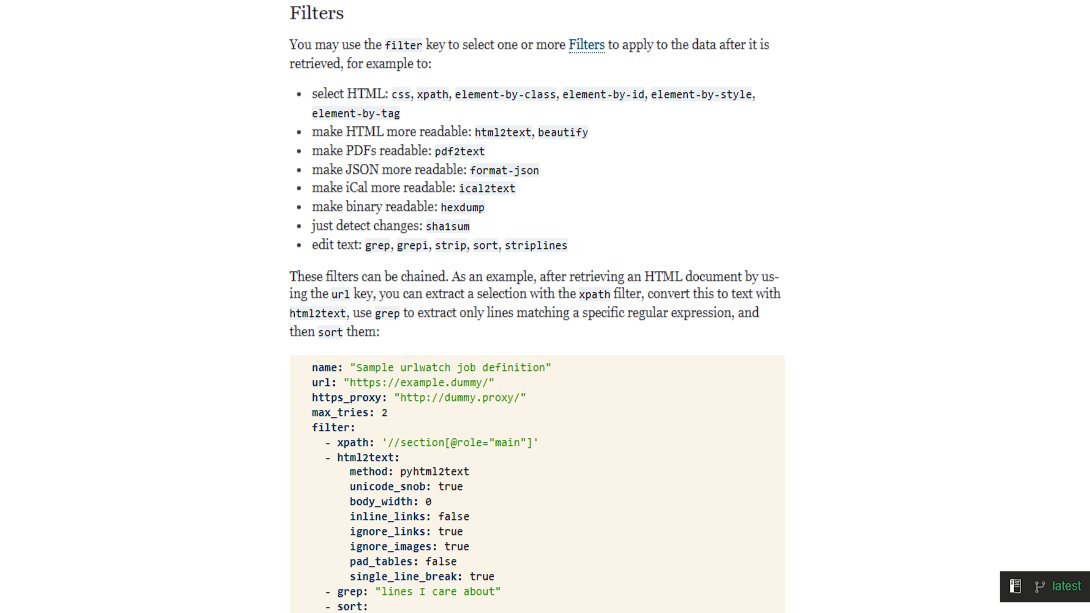 Filters
You may use the filter key to select one or more Filters to apply to the data after it is
retrieved, for example to:
• select HTML: css, xpath, element-by-class, element-by-id, element-by-style,
element-by-tag
• make HTML more readable: html2text, beautify
• make PDFs readable: pdf2text
• make JSON more readable: format-json
• make iCal more readable: ical2text
• make binary readable: hexdump
• just detect changes: sha1sum
• edit text: grep, grepi, strip, sort, striplines
These filters can be chained. As an example, after retrieving an HTML document by us-
ing the url key, you can extract a selection with the xpath filter, convert this to text with
html2text, use grep to extract only lines matching a specific regular expression, and
then sort them:
name: "Sample urlwatch job definition"
url: "https://example.dummy/"
https_proxy: "http://dummy.proxy/"
max_tries: 2
filter:
  - xpath: '//section[@role="main"]'
  - html2text:
      method: pyhtml2text
      unicode_snob: true
      body_width: 0
      inline_links: false
      ignore_links: true
      ignore_images: true
      pad_tables: false
      single_line_break: true
  - grep: "lines I care about"
  - sort:
latest